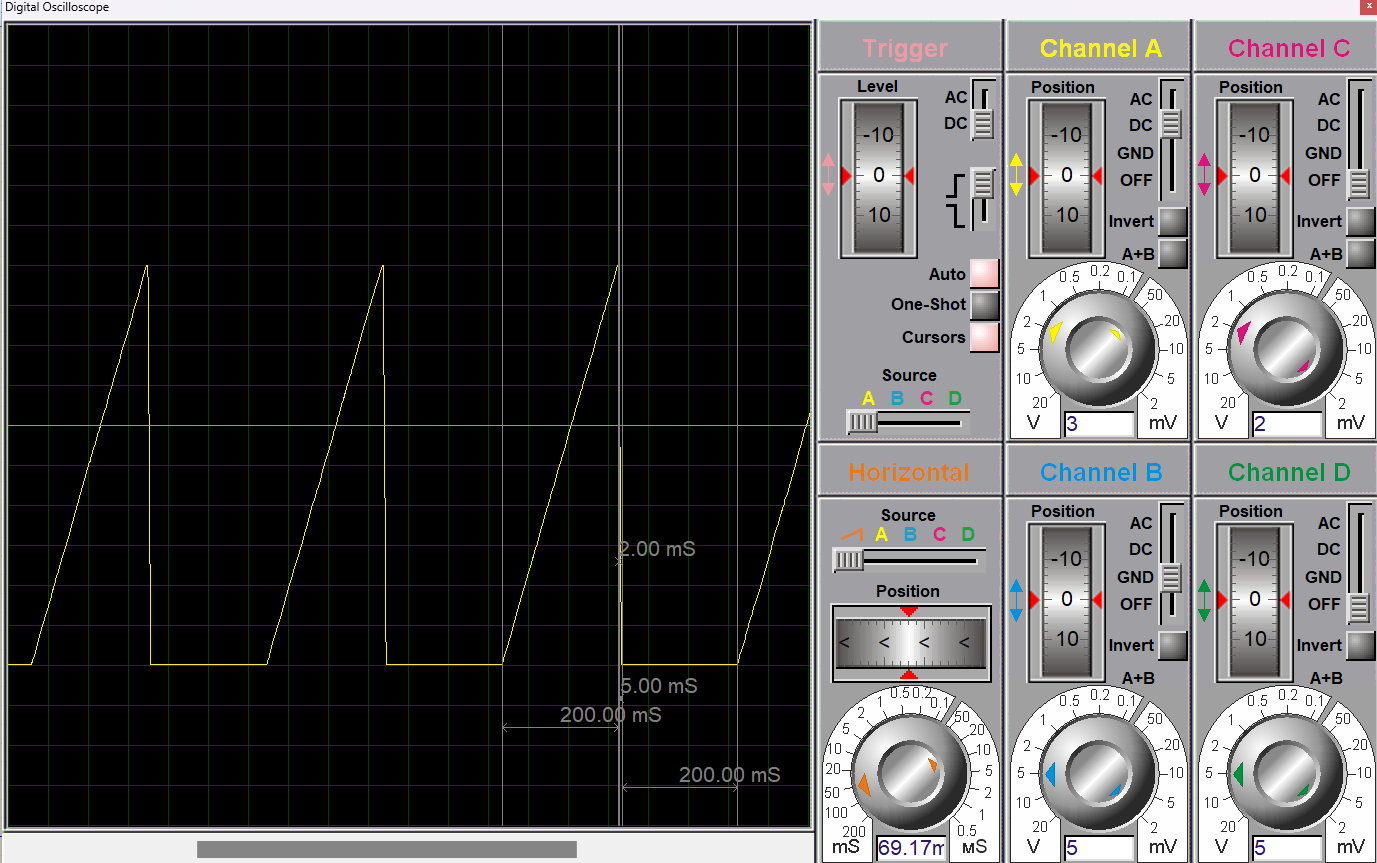 Digital Oscilloscope
x
2.00 mS
5.00 mS
200.00 mS
200.00 mS
Trigger
Level
-10
0
10
AC
DC
Auto
One-Shot
Cursors
Source
A B C D
Channel A
Position
-10
0
10
AC
DC
GND
OFF
Invert
A+B
20 10 5 2 1 0.5 0.2 0.1 50 20 10 5 2
V 3 mV
Channel C
Position
-10
0
10
AC
DC
GND
OFF
Invert
A+B
20 10 5 2 1 0.5 0.2 0.1 50 20 10 5 2
V 2 mV
Horizontal
Source
A B C D
Position
< < < <
200 100 50 20 10 5 2 1 0.5 0.2 0.1 50 20 10 5 2 1 0.5
mS 69.17m мS
Channel B
Position
-10
0
10
AC
DC
GND
OFF
Invert
A+B
20 10 5 2 1 0.5 0.2 0.1 50 20 10 5 2
V 5 mV
Channel D
Position
-10
0
10
AC
DC
GND
OFF
Invert
A+B
20 10 5 2 1 0.5 0.2 0.1 50 20 10 5 2
V 5 mV